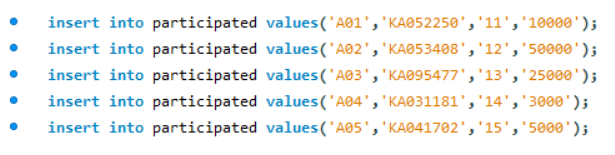 insert into participated values('A01','KA052250','11','10000');
insert into participated values('A02','KA053408','12','50000');
insert into participated values('A03','KA095477','13','25000');
insert into participated values('A04','KA031181','14','3000');
insert into participated values('A05','KA041702','15','5000');